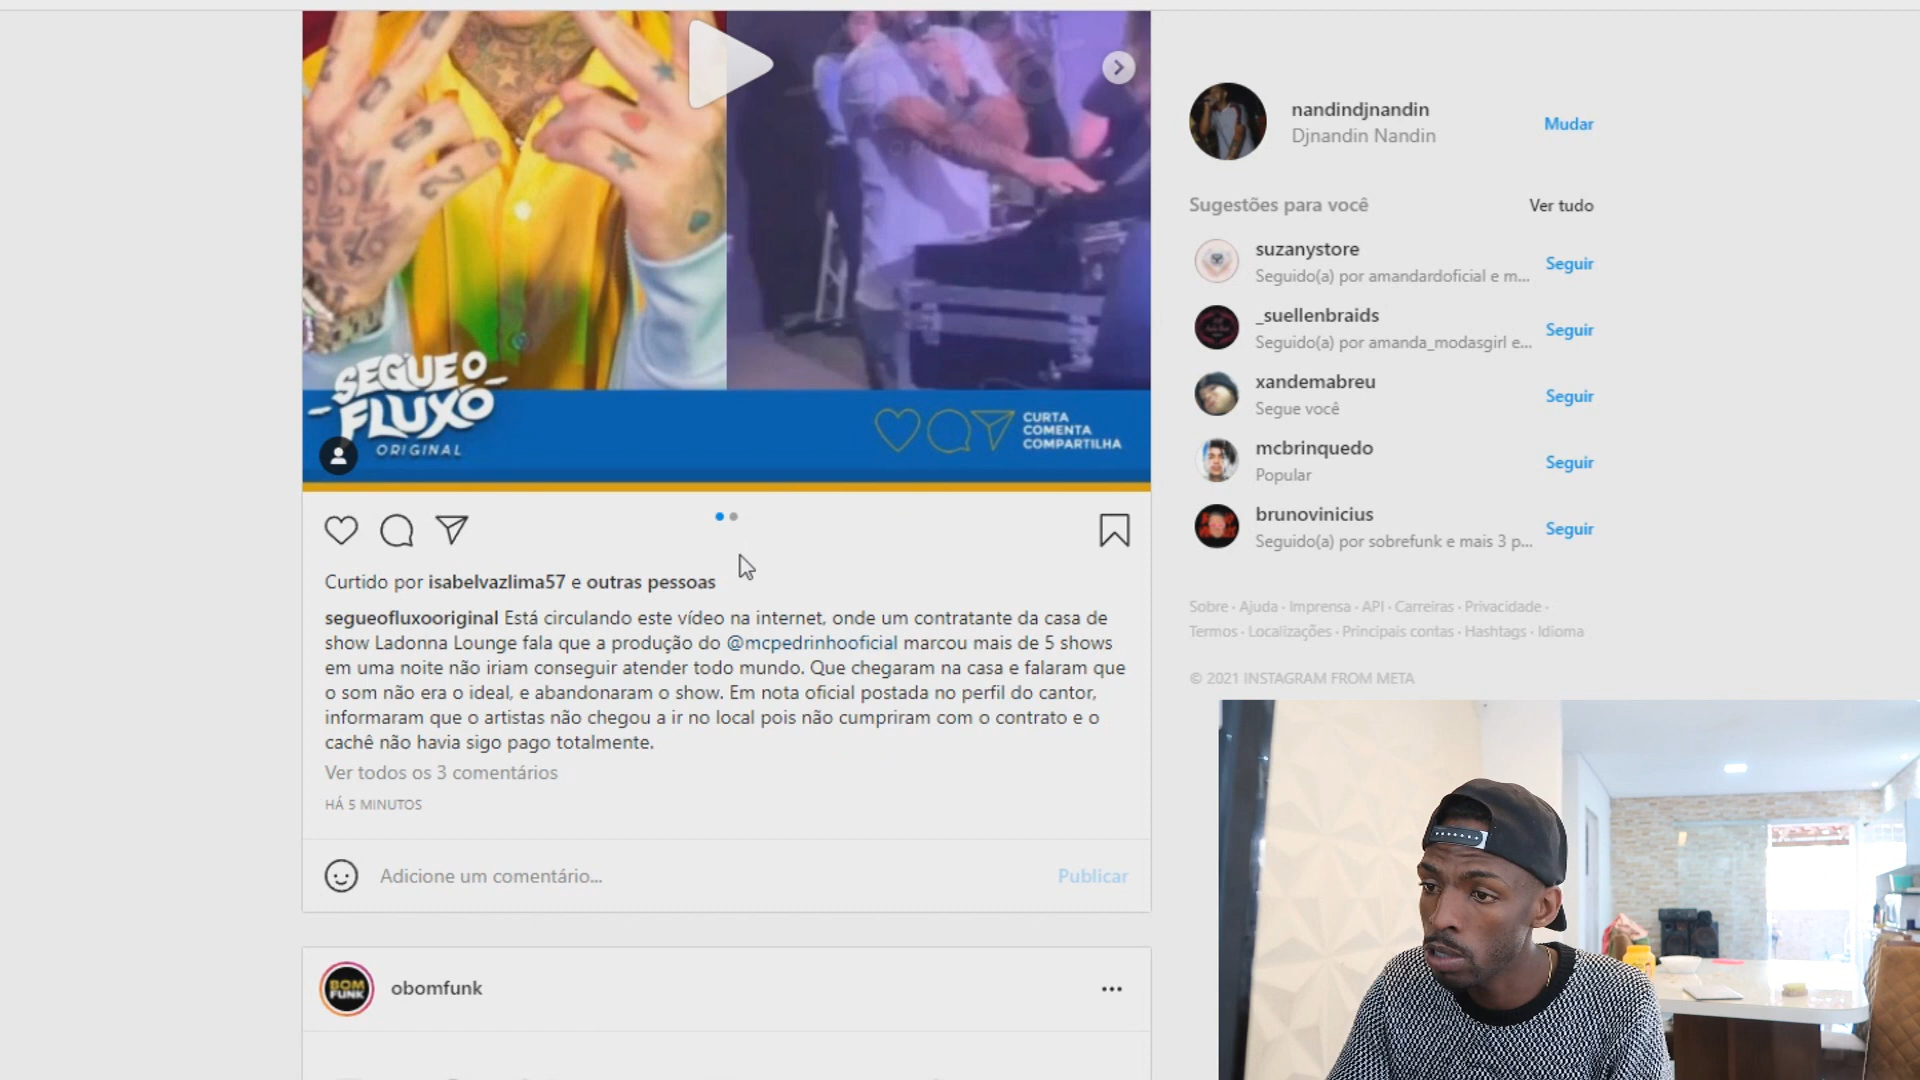 SEGUE O
FLUXO
ORIGINAL
CURTA
COMENTA
COMPARTILHA
Curtido por isabelvazlima57 e outras pessoas
segueofluxooriginal Está circulando este vídeo na internet, onde um contratante da casa de
show Ladonna Lounge fala que a produção do @mcpedrinhooficial marcou mais de 5 shows
em uma noite não iriam conseguir atender todo mundo. Que chegaram na casa e falaram que
o som não era o ideal, e abandonaram o show. Em nota oficial postada no perfil do cantor,
informaram que o artistas não chegou a ir no local pois não cumpriram com o contrato e o
cachê não havia sigo pago totalmente.
Ver todos os 3 comentários
HÁ 5 MINUTOS
Adicione um comentário...
Publicar
BOM
FUNK
obomfunk
nandindjnandin
Djnandin Nandin
Mudar
Sugestões para você
Ver tudo
suzanystore
Seguido(a) por amandardoficial e m...
Seguir
_suellenbraids
Seguido(a) por amanda_modasgirl e...
Seguir
xandemabreu
Segue você
Seguir
mcbrinquedo
Popular
Seguir
brunovinicius
Seguido(a) por sobrefunk e mais 3 p...
Seguir
Sobre · Ajuda · Imprensa · API · Carreiras · Privacidade ·
Termos · Localizações · Principais contas · Hashtags · Idioma
© 2021 INSTAGRAM FROM META